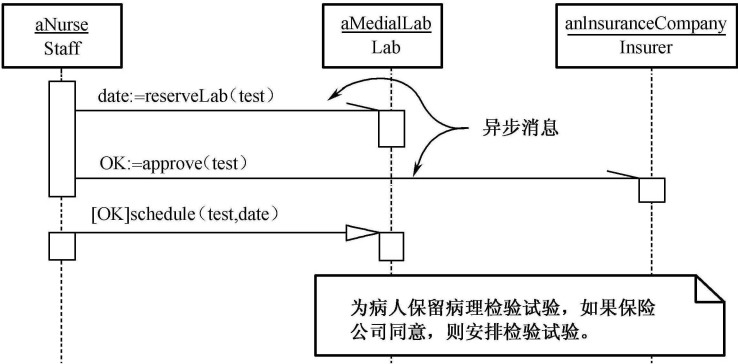 aNurse
Staff
aMedialLab
Lab
anInsuranceCompany
Insurer
date:=reserveLab(test)
异步消息
OK:=approve(test)
[OK]schedule(test,date)
为病人保留病理检验试验，如果保险
公司同意，则安排检验试验。